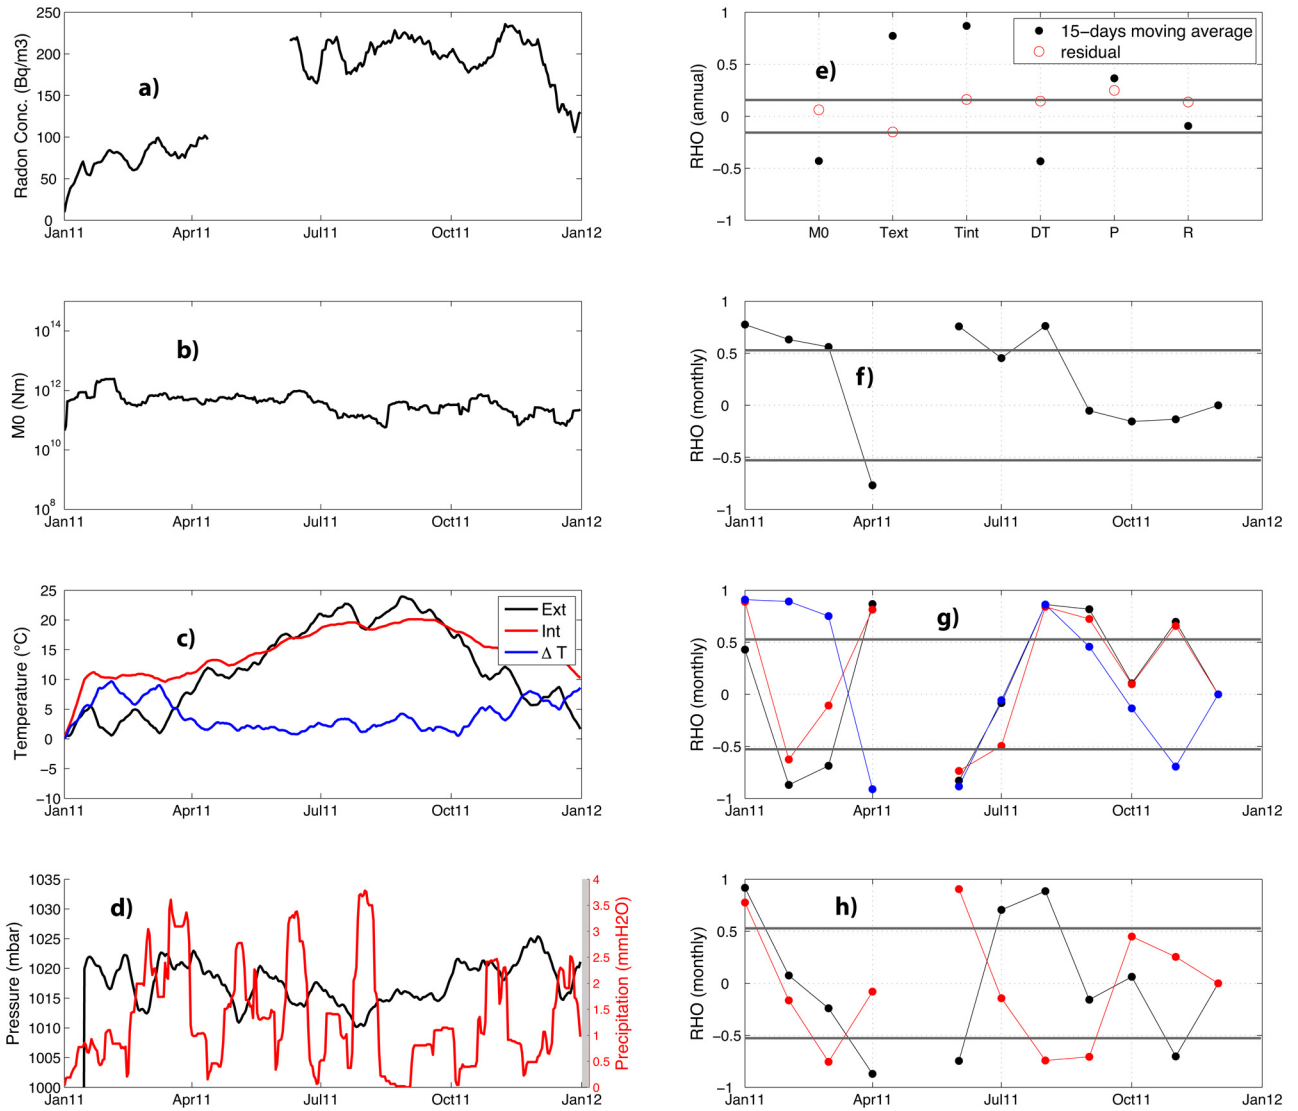 250
200
150
100
50
0
Radon Conc. (Bq/m3)
a)
Jan11 Apr11 Jul11 Oct11 Jan12
1
0.5
0
−0.5
−1
RHO (annual)
e)
15−days moving average
residual
M0 Text Tint DT P R
10^14
10^12
10^10
10^8
M0 (Nm)
b)
Jan11 Apr11 Jul11 Oct11 Jan12
1
0.5
0
−0.5
−1
RHO (monthly)
f)
Jan11 Apr11 Jul11 Oct11 Jan12
25
20
15
10
5
0
−5
−10
Temperature (°C)
c)
Ext
Int
Δ T
Jan11 Apr11 Jul11 Oct11 Jan12
1
0.5
0
−0.5
−1
RHO (monthly)
g)
Jan11 Apr11 Jul11 Oct11 Jan12
1035
1030
1025
1020
1015
1010
1005
1000
Pressure (mbar)
d)
4
3.5
3
2.5
2
1.5
1
0.5
0
Precipitation (mmH2O)
Jan11 Apr11 Jul11 Oct11 Jan12
1
0.5
0
−0.5
−1
RHO (monthly)
h)
Jan11 Apr11 Jul11 Oct11 Jan12